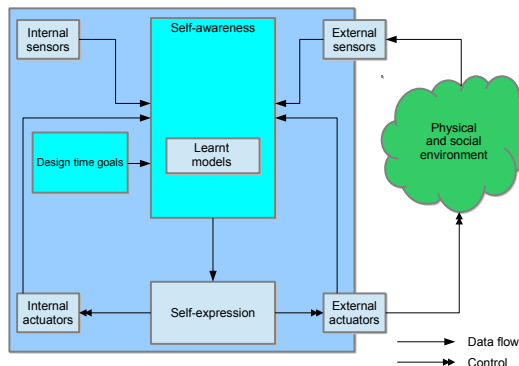 Internal
sensors
Self-awareness
External
sensors
Physical
and social
environment
Learnt
models
Design time goals
Internal
actuators
Self-expression
External
actuators
Data flow
Control